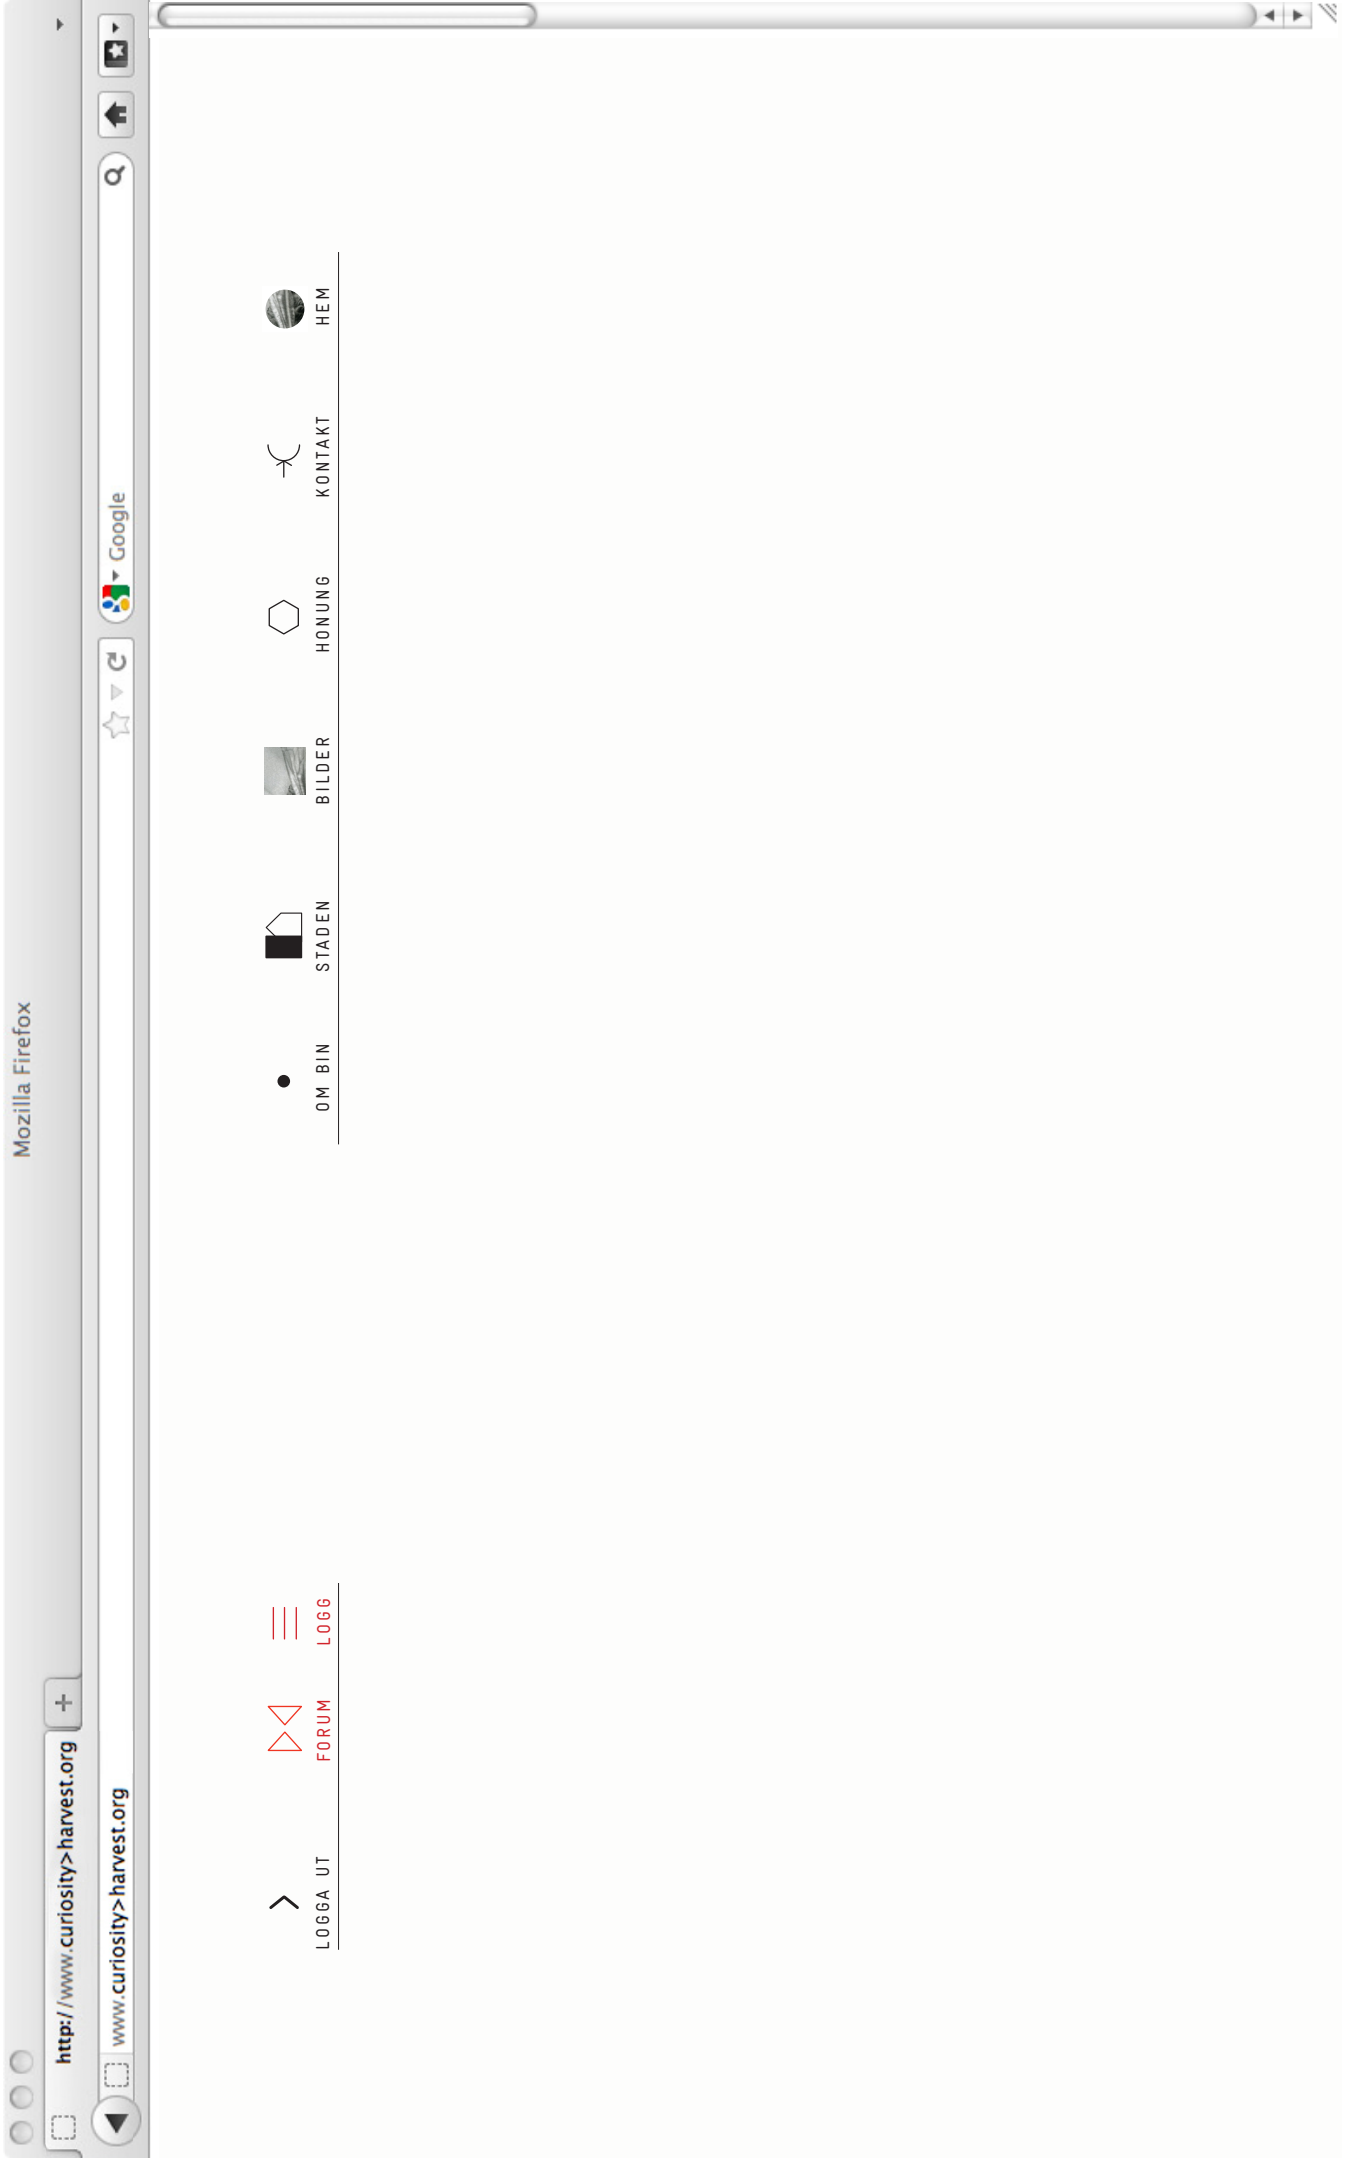 Mozilla Firefox
http://www.curiosity>harvest.org
www.curiosity>harvest.org
Google
LOGGA UT
FORUM
LOGG
OM BIN
STADEN
BILDER
HONUNG
KONTAKT
HEM